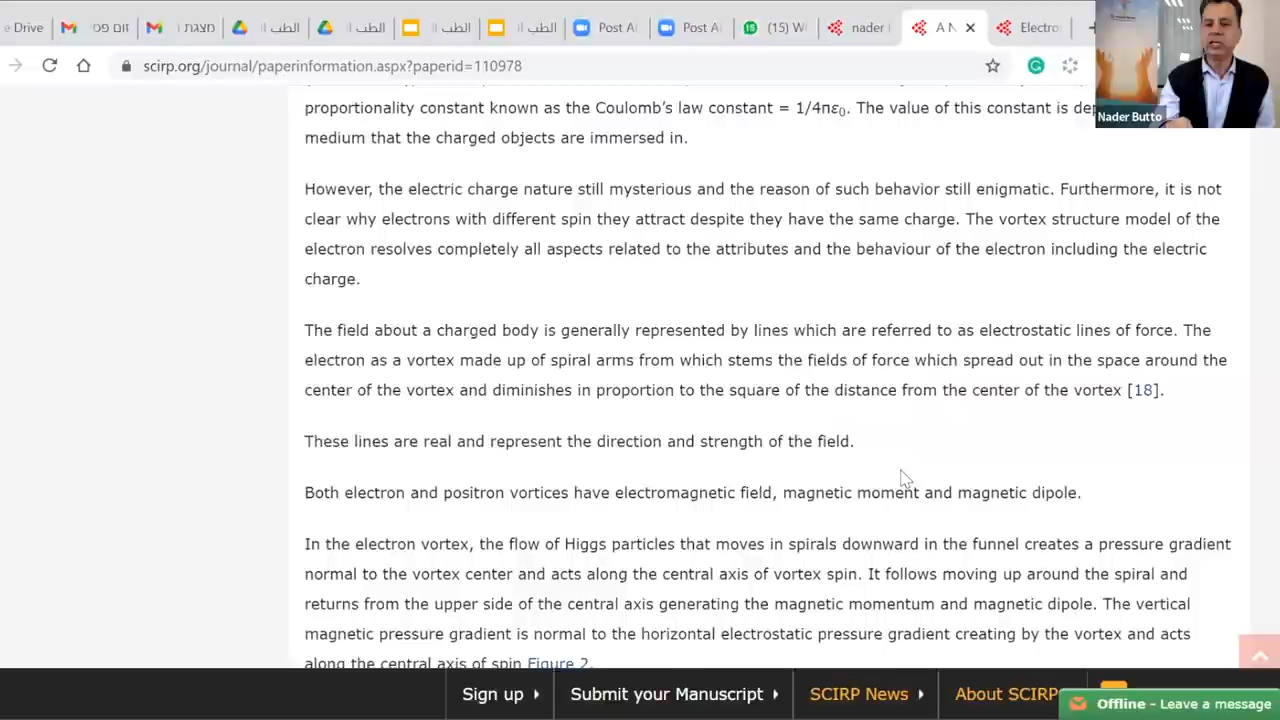 Drive
יום פס
מצגת ו
الطب ال
الطب ال
الطب
الطب
Post A
Post A
(15) W
nader
A N
Electro
scirp.org/journal/paperinformation.aspx?paperid=110978
proportionality constant known as the Coulomb's law constant = 1/4πε0. The value of this constant is de
medium that the charged objects are immersed in.
Nader Butto
However, the electric charge nature still mysterious and the reason of such behavior still enigmatic. Furthermore, it is not
clear why electrons with different spin they attract despite they have the same charge. The vortex structure model of the
electron resolves completely all aspects related to the attributes and the behaviour of the electron including the electric
charge.
The field about a charged body is generally represented by lines which are referred to as electrostatic lines of force. The
electron as a vortex made up of spiral arms from which stems the fields of force which spread out in the space around the
center of the vortex and diminishes in proportion to the square of the distance from the center of the vortex [18].
These lines are real and represent the direction and strength of the field.
Both electron and positron vortices have electromagnetic field, magnetic moment and magnetic dipole.
In the electron vortex, the flow of Higgs particles that moves in spirals downward in the funnel creates a pressure gradient
normal to the vortex center and acts along the central axis of vortex spin. It follows moving up around the spiral and
returns from the upper side of the central axis generating the magnetic momentum and magnetic dipole. The vertical
magnetic pressure gradient is normal to the horizontal electrostatic pressure gradient creating by the vortex and acts
along the central axis of spin Figure 2.
Sign up
Submit your Manuscript
SCIRP News
About SCIRP
Offline - Leave a message